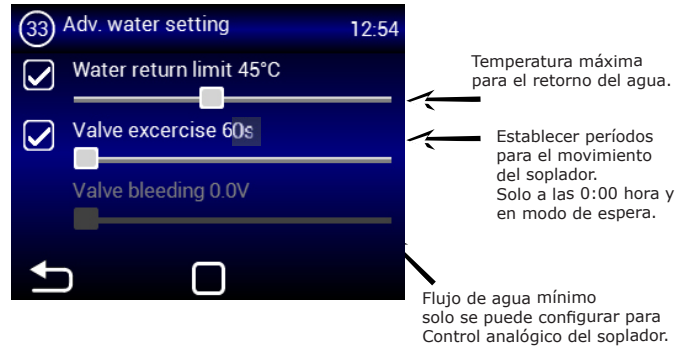 33 Adv. water setting 12:54
Water return limit 45°C
Valve excercise 60s
Valve bleeding 0.0V
Temperatura máxima
para el retorno del agua.
Establecer períodos
para el movimiento
del soplador.
Solo a las 0:00 hora y
en modo de espera.
Flujo de agua mínimo
solo se puede configurar para
Control analógico del soplador.